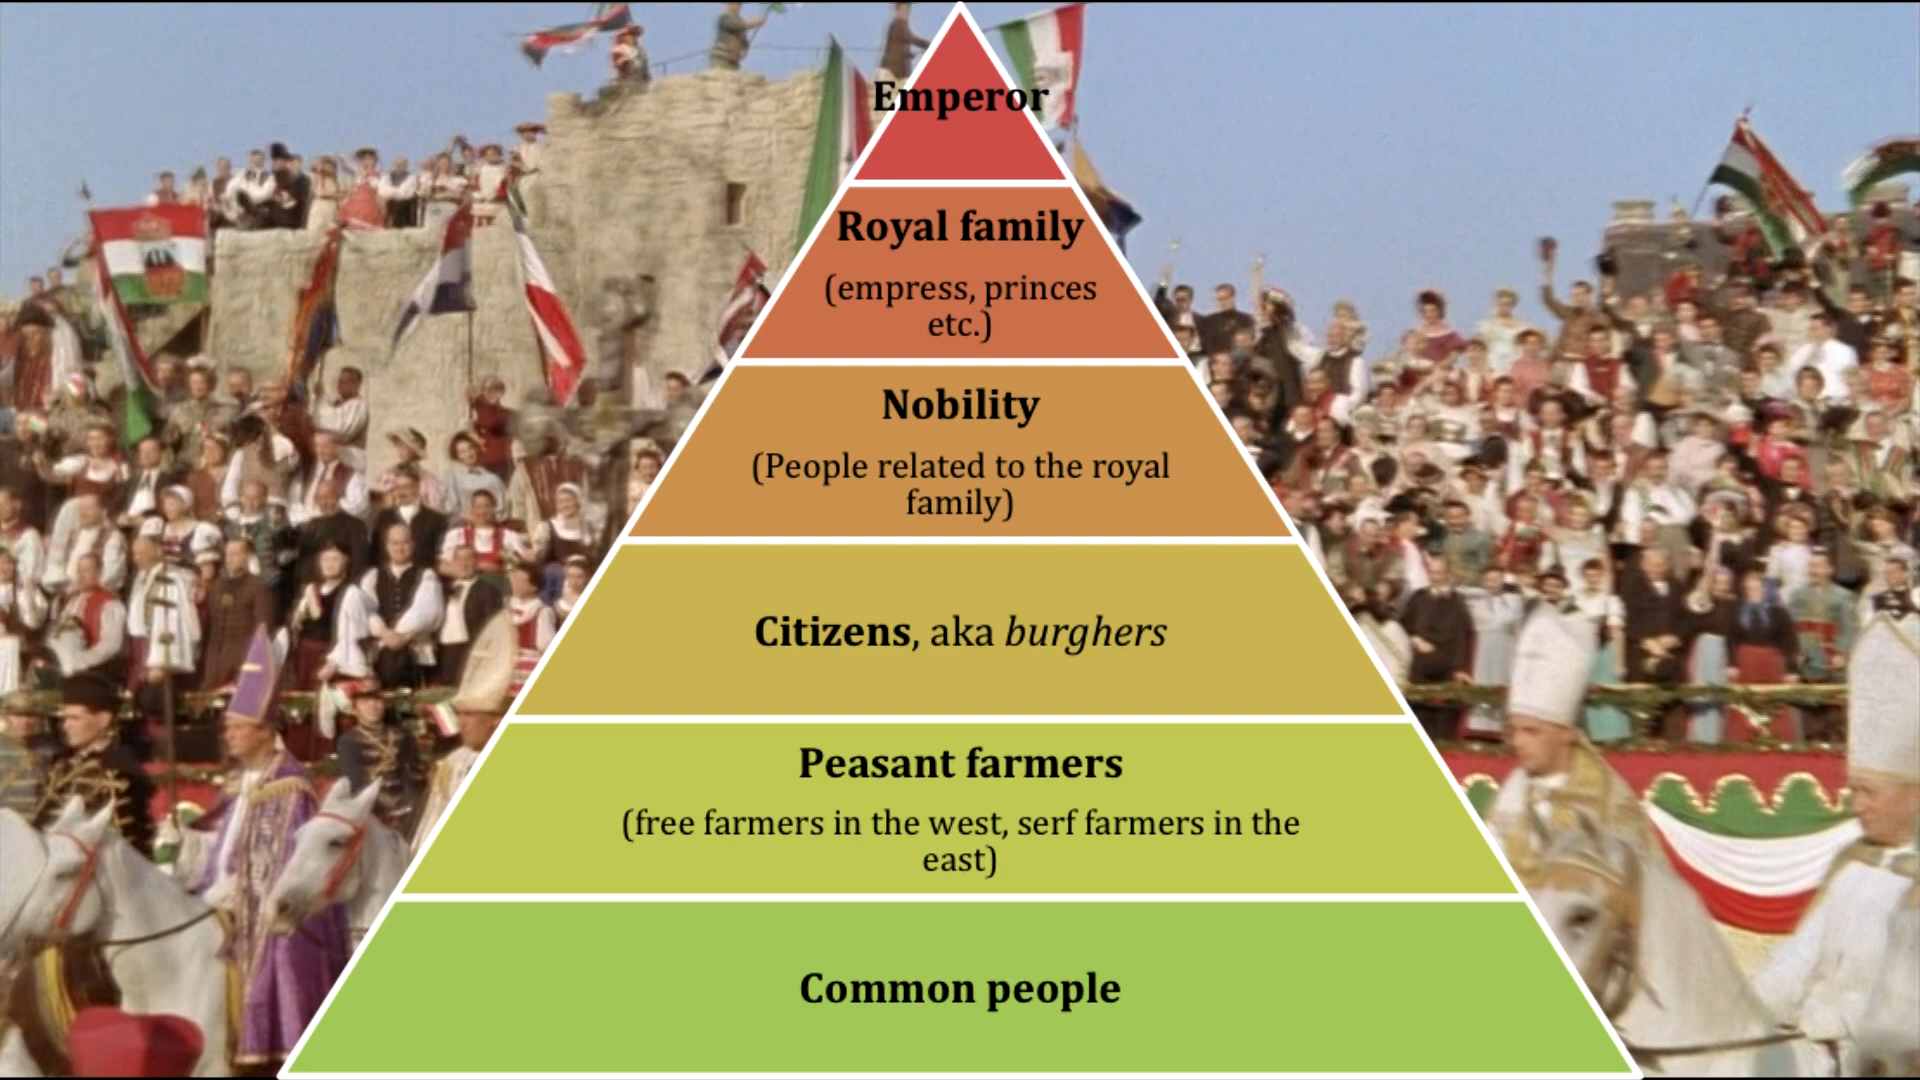 Emperor
Royal family
(empress, princes
etc.)
Nobility
(People related to the royal
family)
Citizens, aka burghers
Peasant farmers
(free farmers in the west, serf farmers in the
east)
Common people